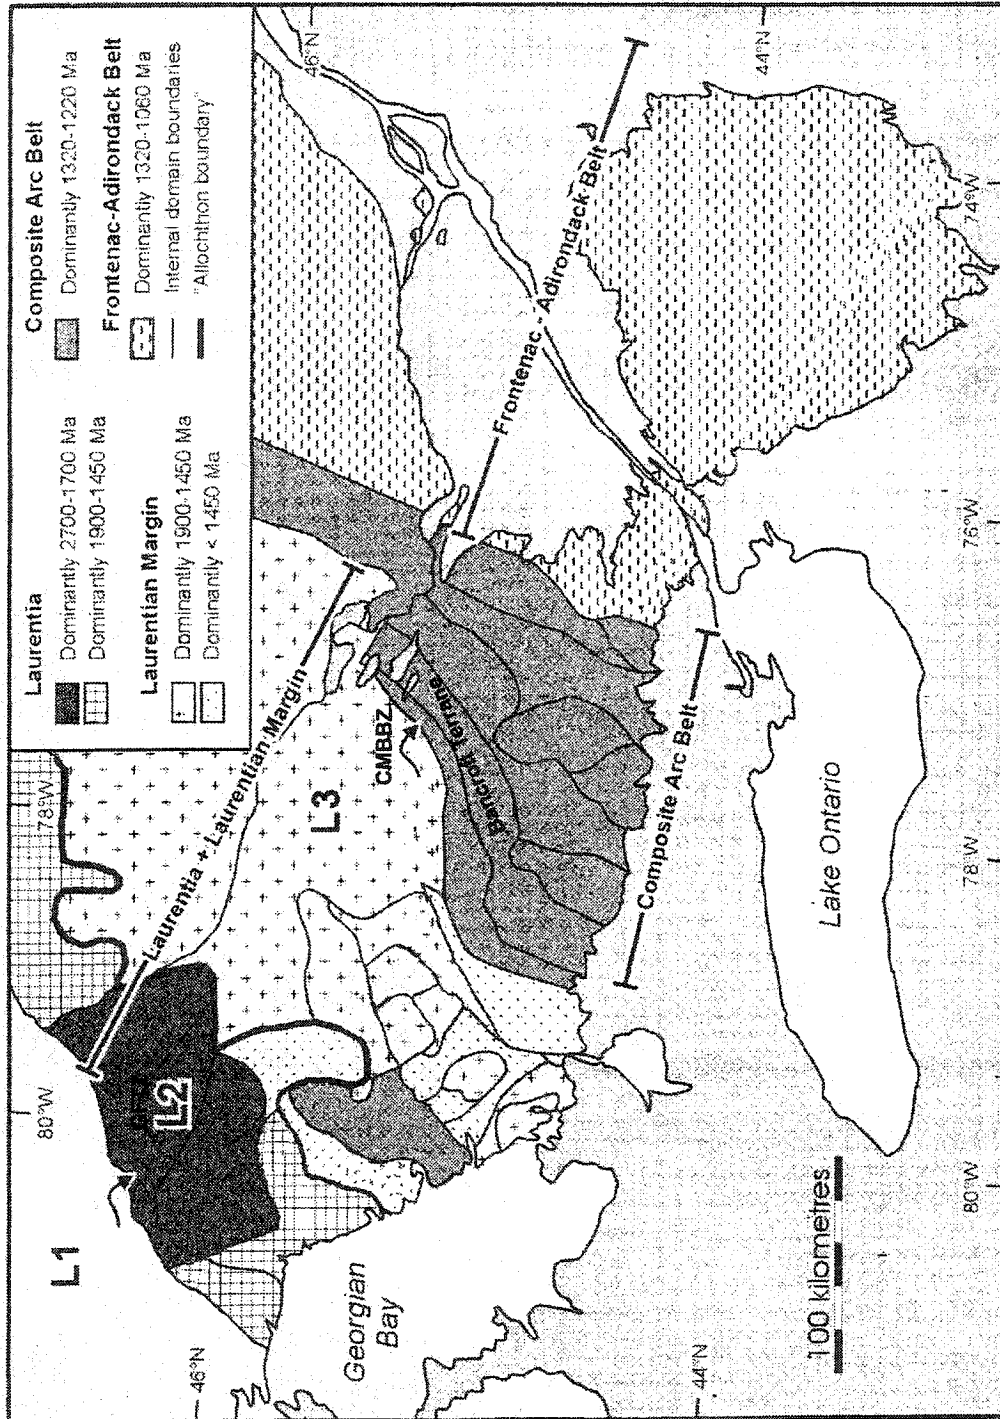 Laurentia
Dominantly 2700-1700 Ma
Dominantly 1900-1450 Ma
Laurentian Margin
Dominantly 1900-1450 Ma
Dominantly < 1450 Ma
Composite Arc Belt
Dominantly 1320-1220 Ma
Frontenac-Adirondack Belt
Dominantly 1320-1060 Ma
Internal domain boundaries
"Allochthon boundary"
L1
L2
L3
80°W
78°W
46°N
46°N
Laurentia + Laurentian Margin
CMBBZ
Bancroft Terrane
Frontenac - Adirondack Belt
Composite Arc Belt
Georgian
Bay
Lake Ontario
44°N
44°N
100 kilometres
80°W
78°W
76°W
74°W